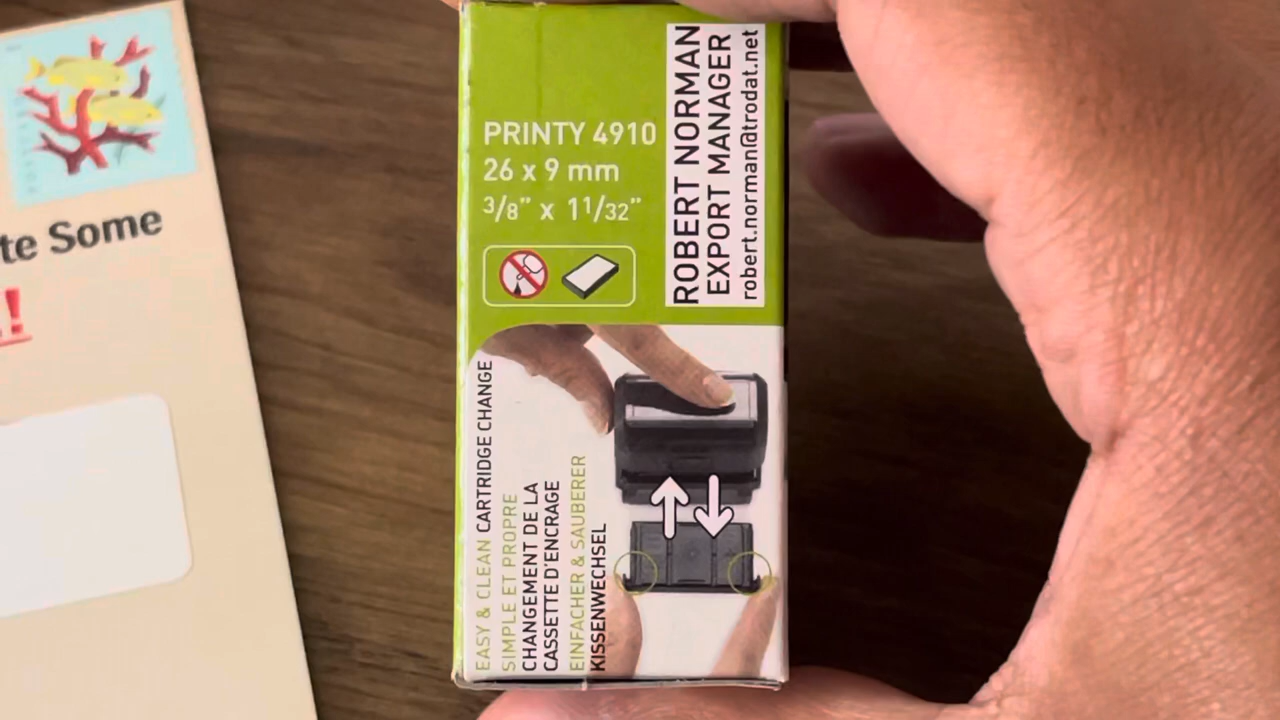 te Some
!
PRINTY 4910
26 x 9 mm
3/8" x 1 1/32"
ROBERT NORMAN
EXPORT MANAGER
robert.norman@trodat.net
EASY & CLEAN CARTRIDGE CHANGE
SIMPLE ET PROPRE
CHANGEMENT DE LA
CASSETTE D'ENCRAGE
EINFACHER & SAUBERER
KISSENWECHSEL